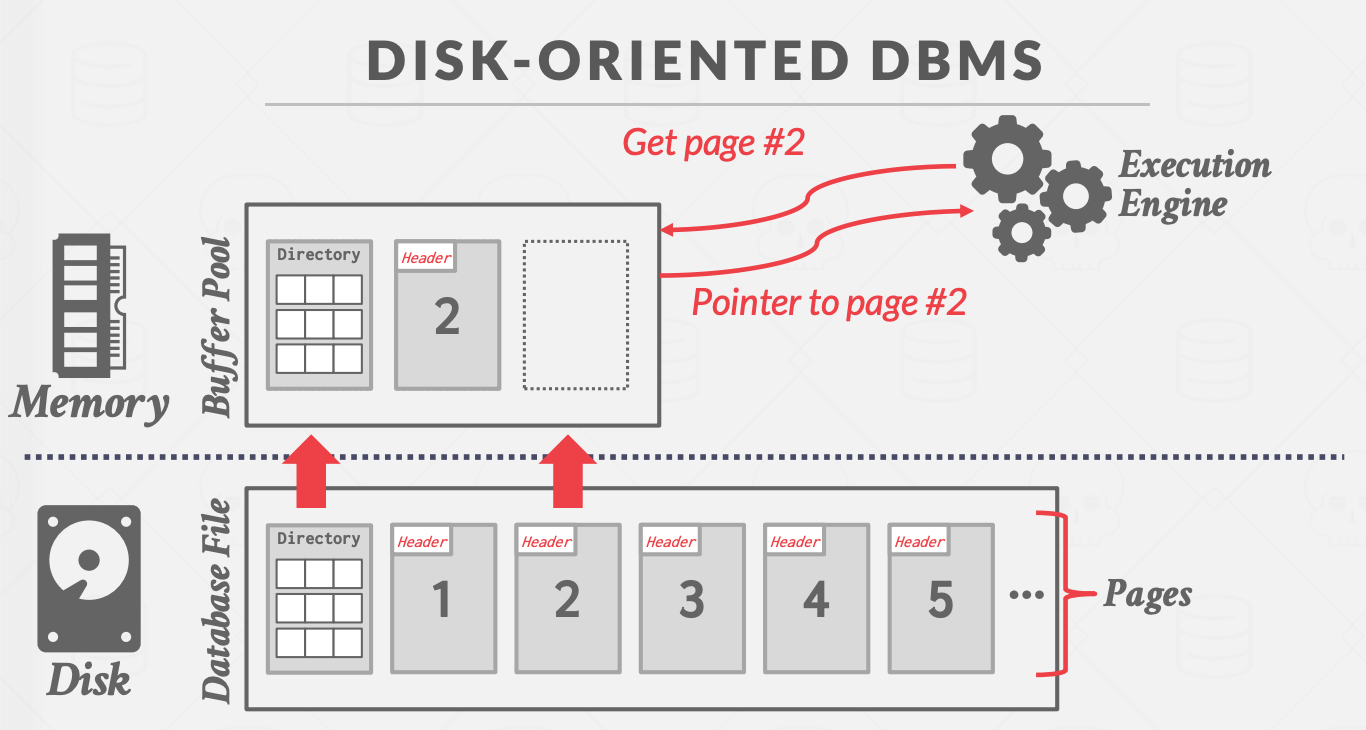 DISK-ORIENTED DBMS
Get page #2
Execution
Engine
Pointer to page #2
Memory
Buffer Pool
Directory
Header
2
Disk
Database File
Directory
Header
1
Header
2
Header
3
Header
4
Header
5
...
Pages